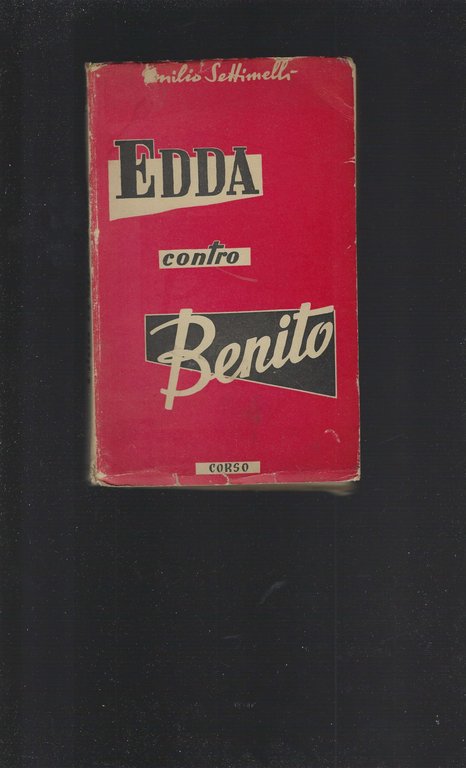 Emilio Settimelli
EDDA
contro
Benito
CORSO